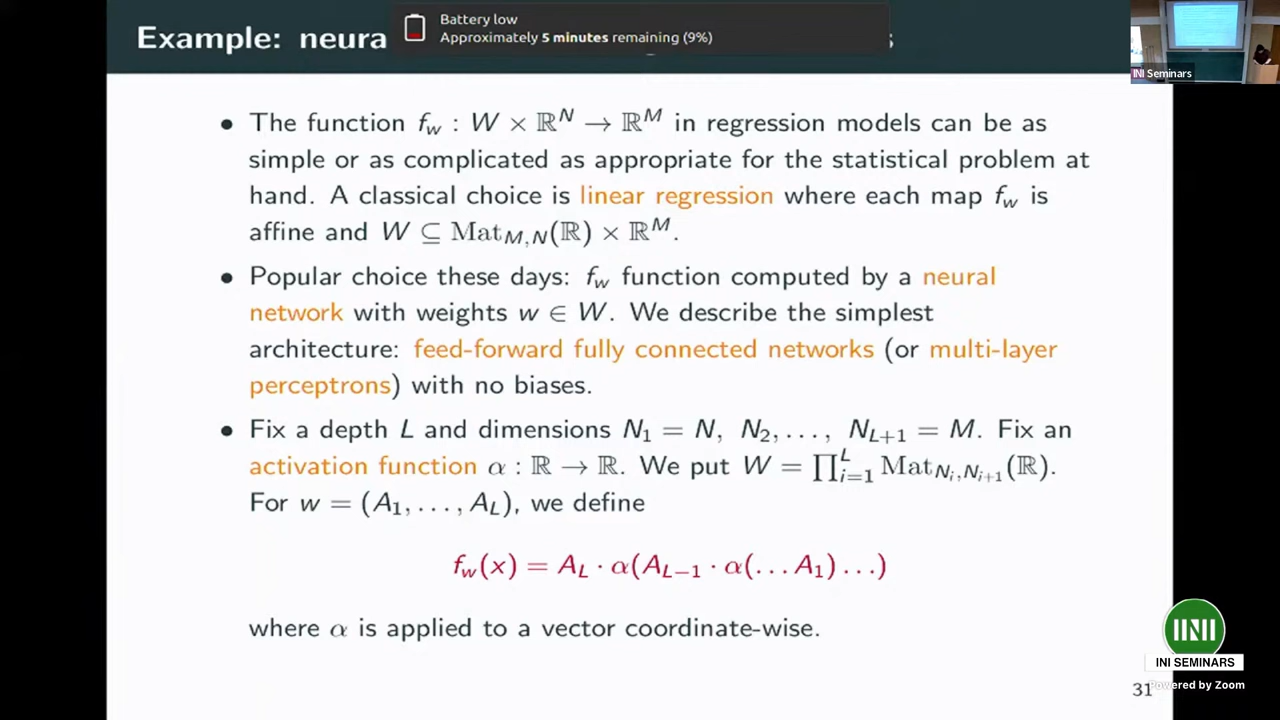 Example: neura
Battery low
Approximately 5 minutes remaining (9%)
INI Seminars
• The function f_w : W × ℝ^N → ℝ^M in regression models can be as
simple or as complicated as appropriate for the statistical problem at
hand. A classical choice is linear regression where each map f_w is
affine and W ⊆ Mat_{M,N}(ℝ) × ℝ^M.
• Popular choice these days: f_w function computed by a neural
network with weights w ∈ W. We describe the simplest
architecture: feed-forward fully connected networks (or multi-layer
perceptrons) with no biases.
• Fix a depth L and dimensions N_1 = N, N_2, . . . , N_{L+1} = M. Fix an
activation function α : ℝ → ℝ. We put W = ∏_{i=1}^L Mat_{N_i,N_{i+1}}(ℝ).
For w = (A_1, . . . , A_L), we define
f_w(x) = A_L · α(A_{L−1} · α(. . . A_1) . . .)
where α is applied to a vector coordinate-wise.
INI SEMINARS
31
Powered by Zoom